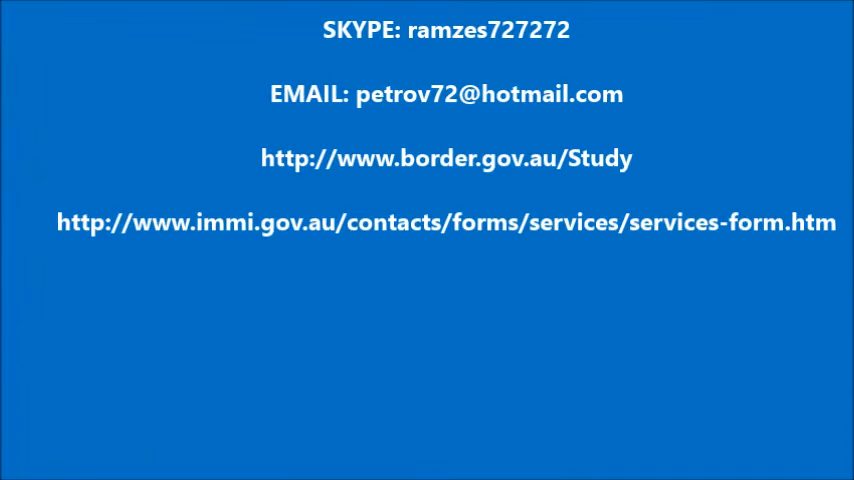 SKYPE: ramzes727272
EMAIL: petrov72@hotmail.com
http://www.border.gov.au/Study
http://www.immi.gov.au/contacts/forms/services/services-form.htm